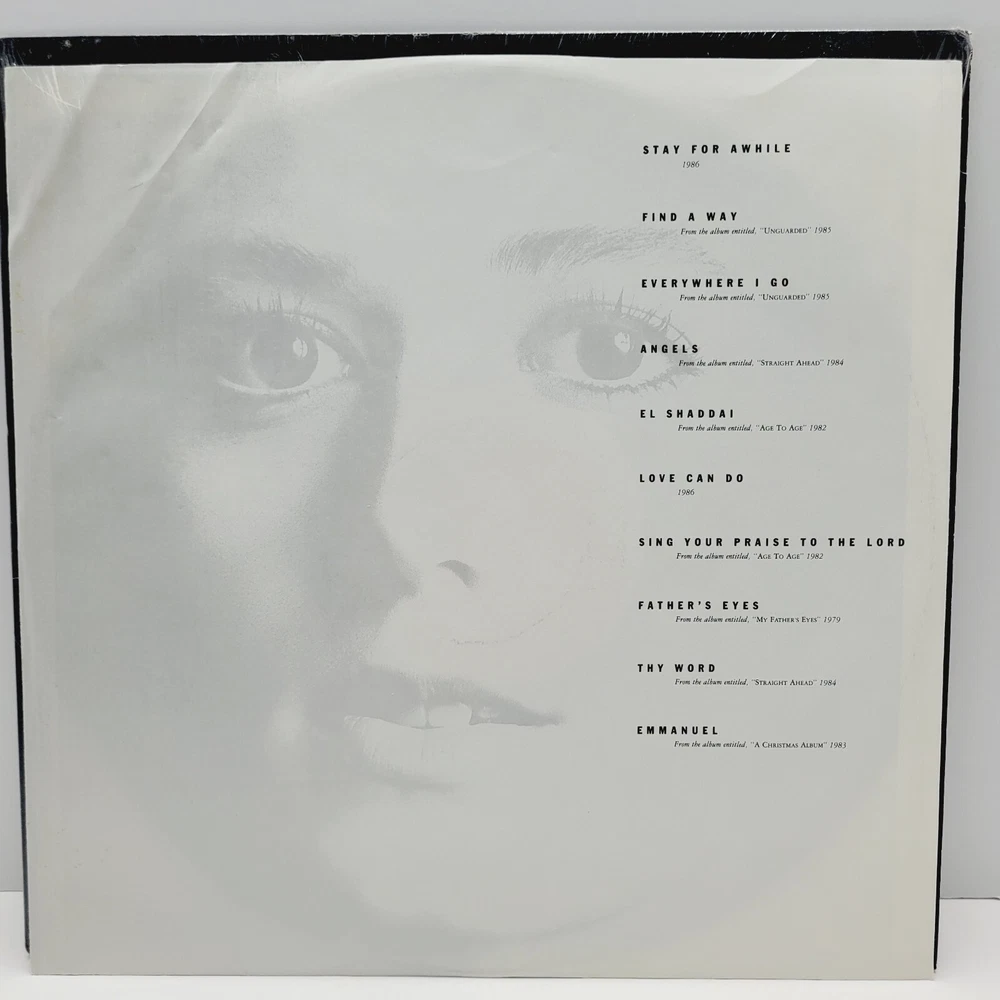 STAY FOR AWHILE
1986
FIND A WAY
From the album entitled, "UNGUARDED" 1985
EVERYWHERE I GO
From the album entitled, "UNGUARDED" 1985
ANGELS
From the album entitled, "STRAIGHT AHEAD" 1984
EL SHADDAI
From the album entitled, "AGE TO AGE" 1982
LOVE CAN DO
1986
SING YOUR PRAISE TO THE LORD
From the album entitled, "AGE TO AGE" 1982
FATHER'S EYES
From the album entitled, "MY FATHER'S EYES" 1979
THY WORD
From the album entitled, "STRAIGHT AHEAD" 1984
EMMANUEL
From the album entitled, "A CHRISTMAS ALBUM" 1983